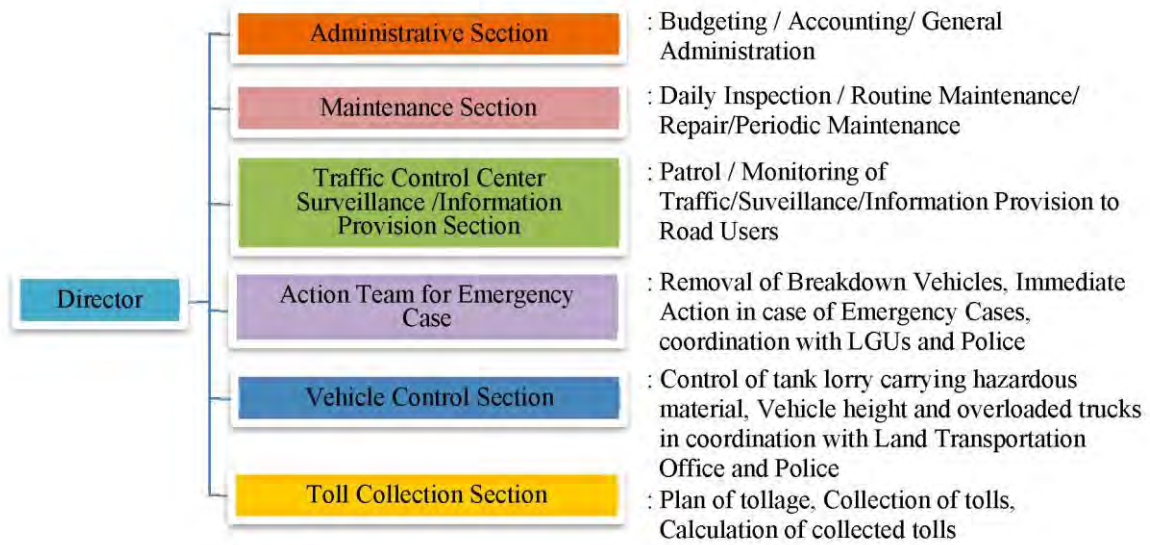 Administrative Section
: Budgeting / Accounting/ General
Administration
Maintenance Section
: Daily Inspection / Routine Maintenance/
Repair/Periodic Maintenance
Traffic Control Center
Surveillance /Information
Provision Section
: Patrol / Monitoring of
Traffic/Suveillance/Information Provision to
Road Users
Director
Action Team for Emergency
Case
: Removal of Breakdown Vehicles, Immediate
Action in case of Emergency Cases,
coordination with LGUs and Police
Vehicle Control Section
: Control of tank lorry carrying hazardous
material, Vehicle height and overloaded trucks
in coordination with Land Transportation
Office and Police
Toll Collection Section
: Plan of tollage, Collection of tolls,
Calculation of collected tolls